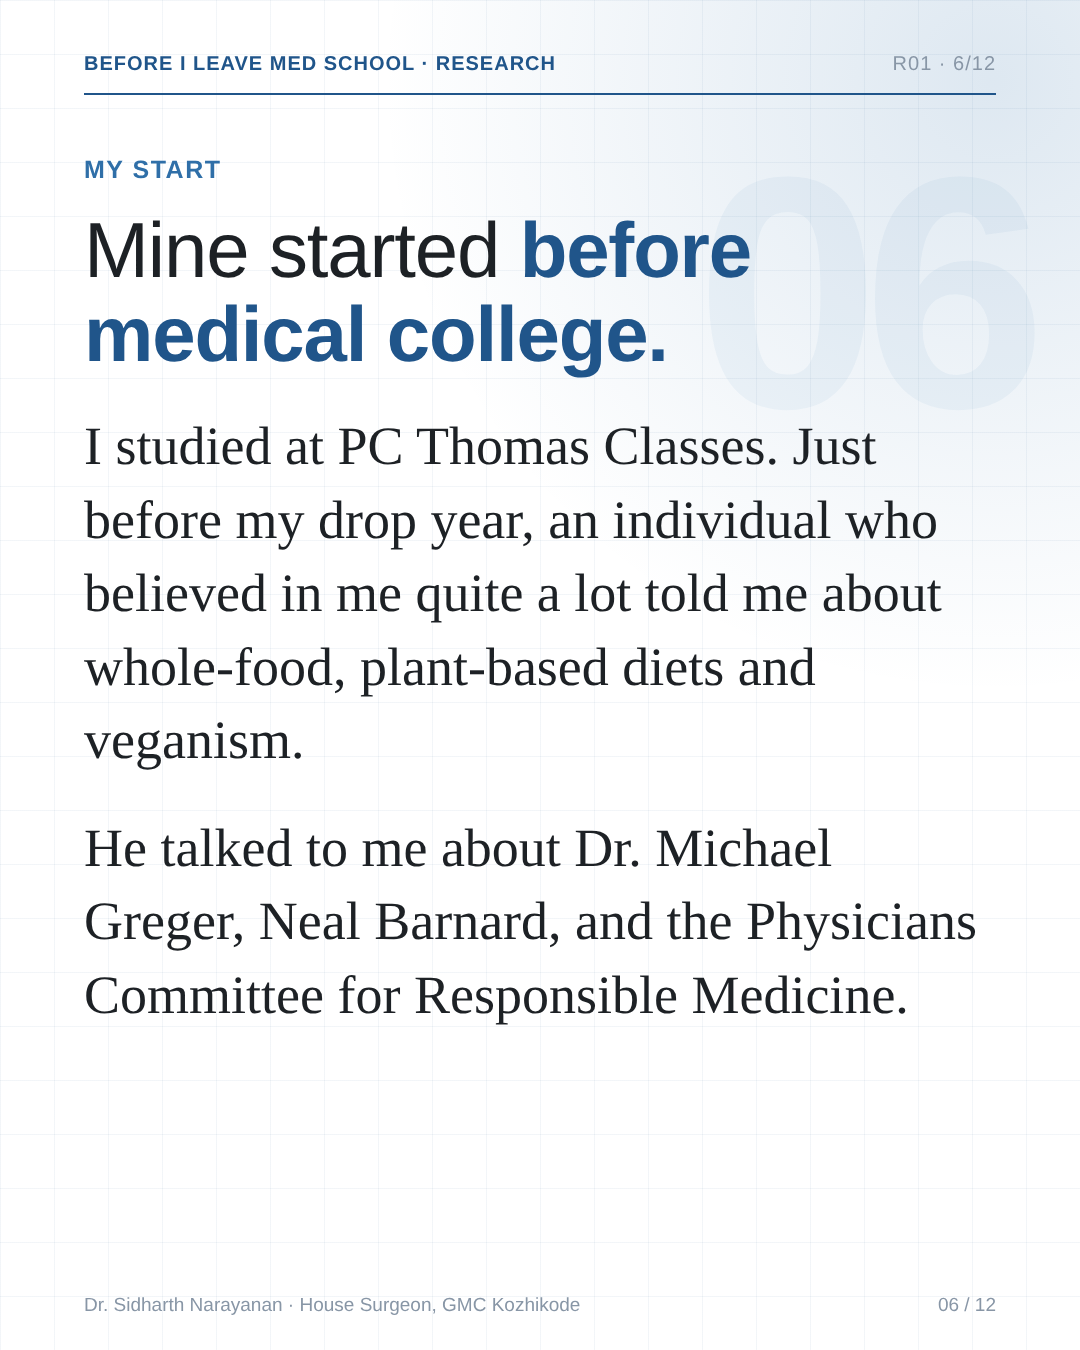 BEFORE I LEAVE MED SCHOOL · RESEARCH
R01 · 6/12
MY START
06
Mine started before
medical college.
I studied at PC Thomas Classes. Just
before my drop year, an individual who
believed in me quite a lot told me about
whole-food, plant-based diets and
veganism.
He talked to me about Dr. Michael
Greger, Neal Barnard, and the Physicians
Committee for Responsible Medicine.
Dr. Sidharth Narayanan · House Surgeon, GMC Kozhikode
06 / 12